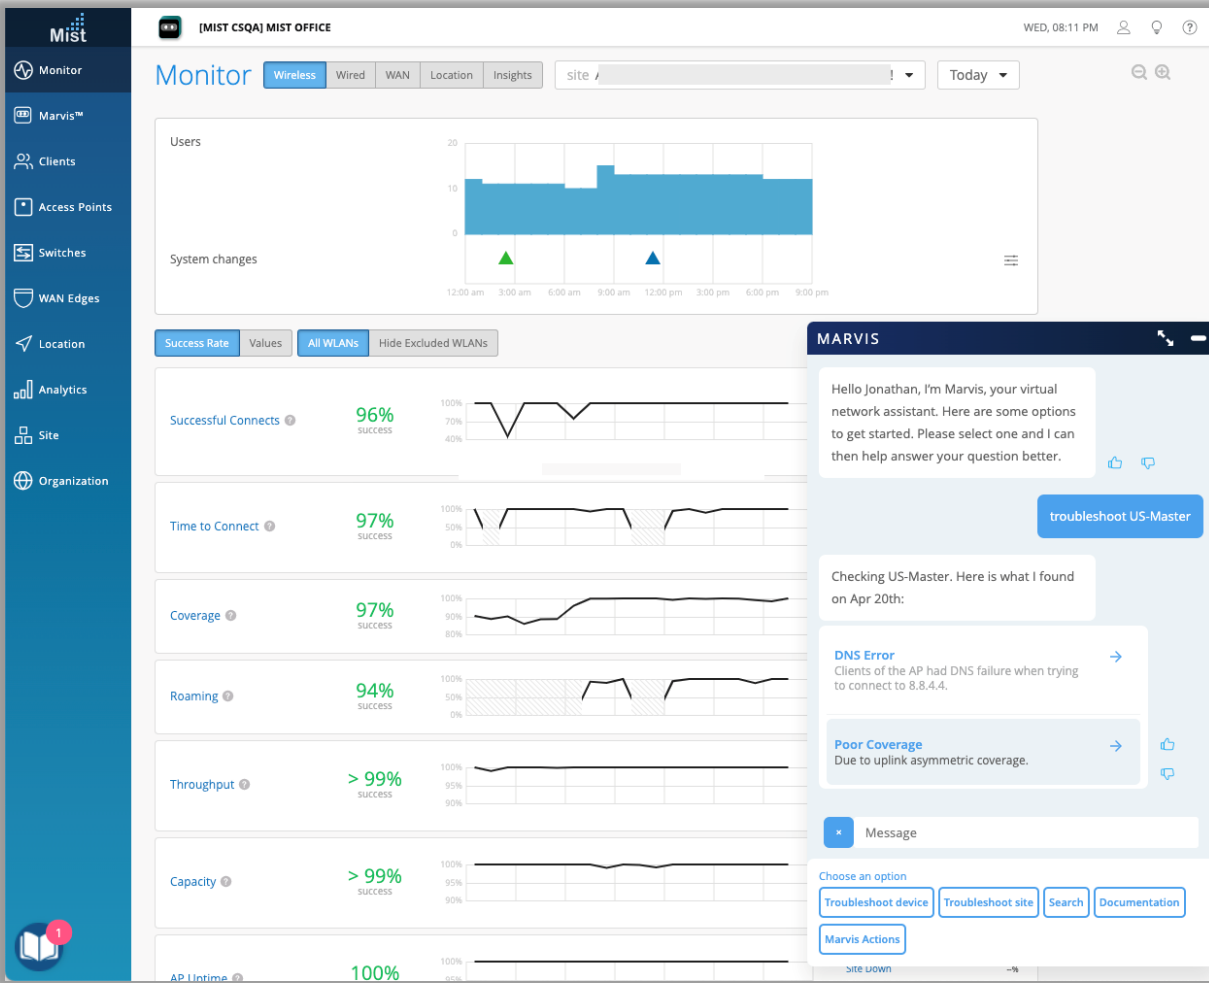 Mist
[MIST CSQA] MIST OFFICE
WED, 08:11 PM
Monitor
Marvis™
Clients
Access Points
Switches
WAN Edges
Location
Analytics
Site
Organization
1
Monitor
Wireless
Wired
WAN
Location
Insights
site
!
Today
Users
20
10
0
System changes
12:00 am 3:00 am 6:00 am 9:00 am 12:00 pm 3:00 pm 6:00 pm 9:00 pm
Success Rate
Values
All WLANs
Hide Excluded WLANs
Successful Connects ?
96%
success
100%
70%
40%
Time to Connect ?
97%
success
100%
50%
0%
Coverage ?
97%
success
100%
90%
80%
Roaming ?
94%
success
100%
50%
0%
Throughput ?
> 99%
success
100%
95%
90%
Capacity ?
> 99%
success
100%
95%
90%
AP Uptime ?
100%
100%
95%
Site Down
--%
MARVIS
Hello Jonathan, I'm Marvis, your virtual
network assistant. Here are some options
to get started. Please select one and I can
then help answer your question better.
troubleshoot US-Master
Checking US-Master. Here is what I found
on Apr 20th:
DNS Error
Clients of the AP had DNS failure when trying
to connect to 8.8.4.4.
Poor Coverage
Due to uplink asymmetric coverage.
×
Message
Choose an option
Troubleshoot device
Troubleshoot site
Search
Documentation
Marvis Actions